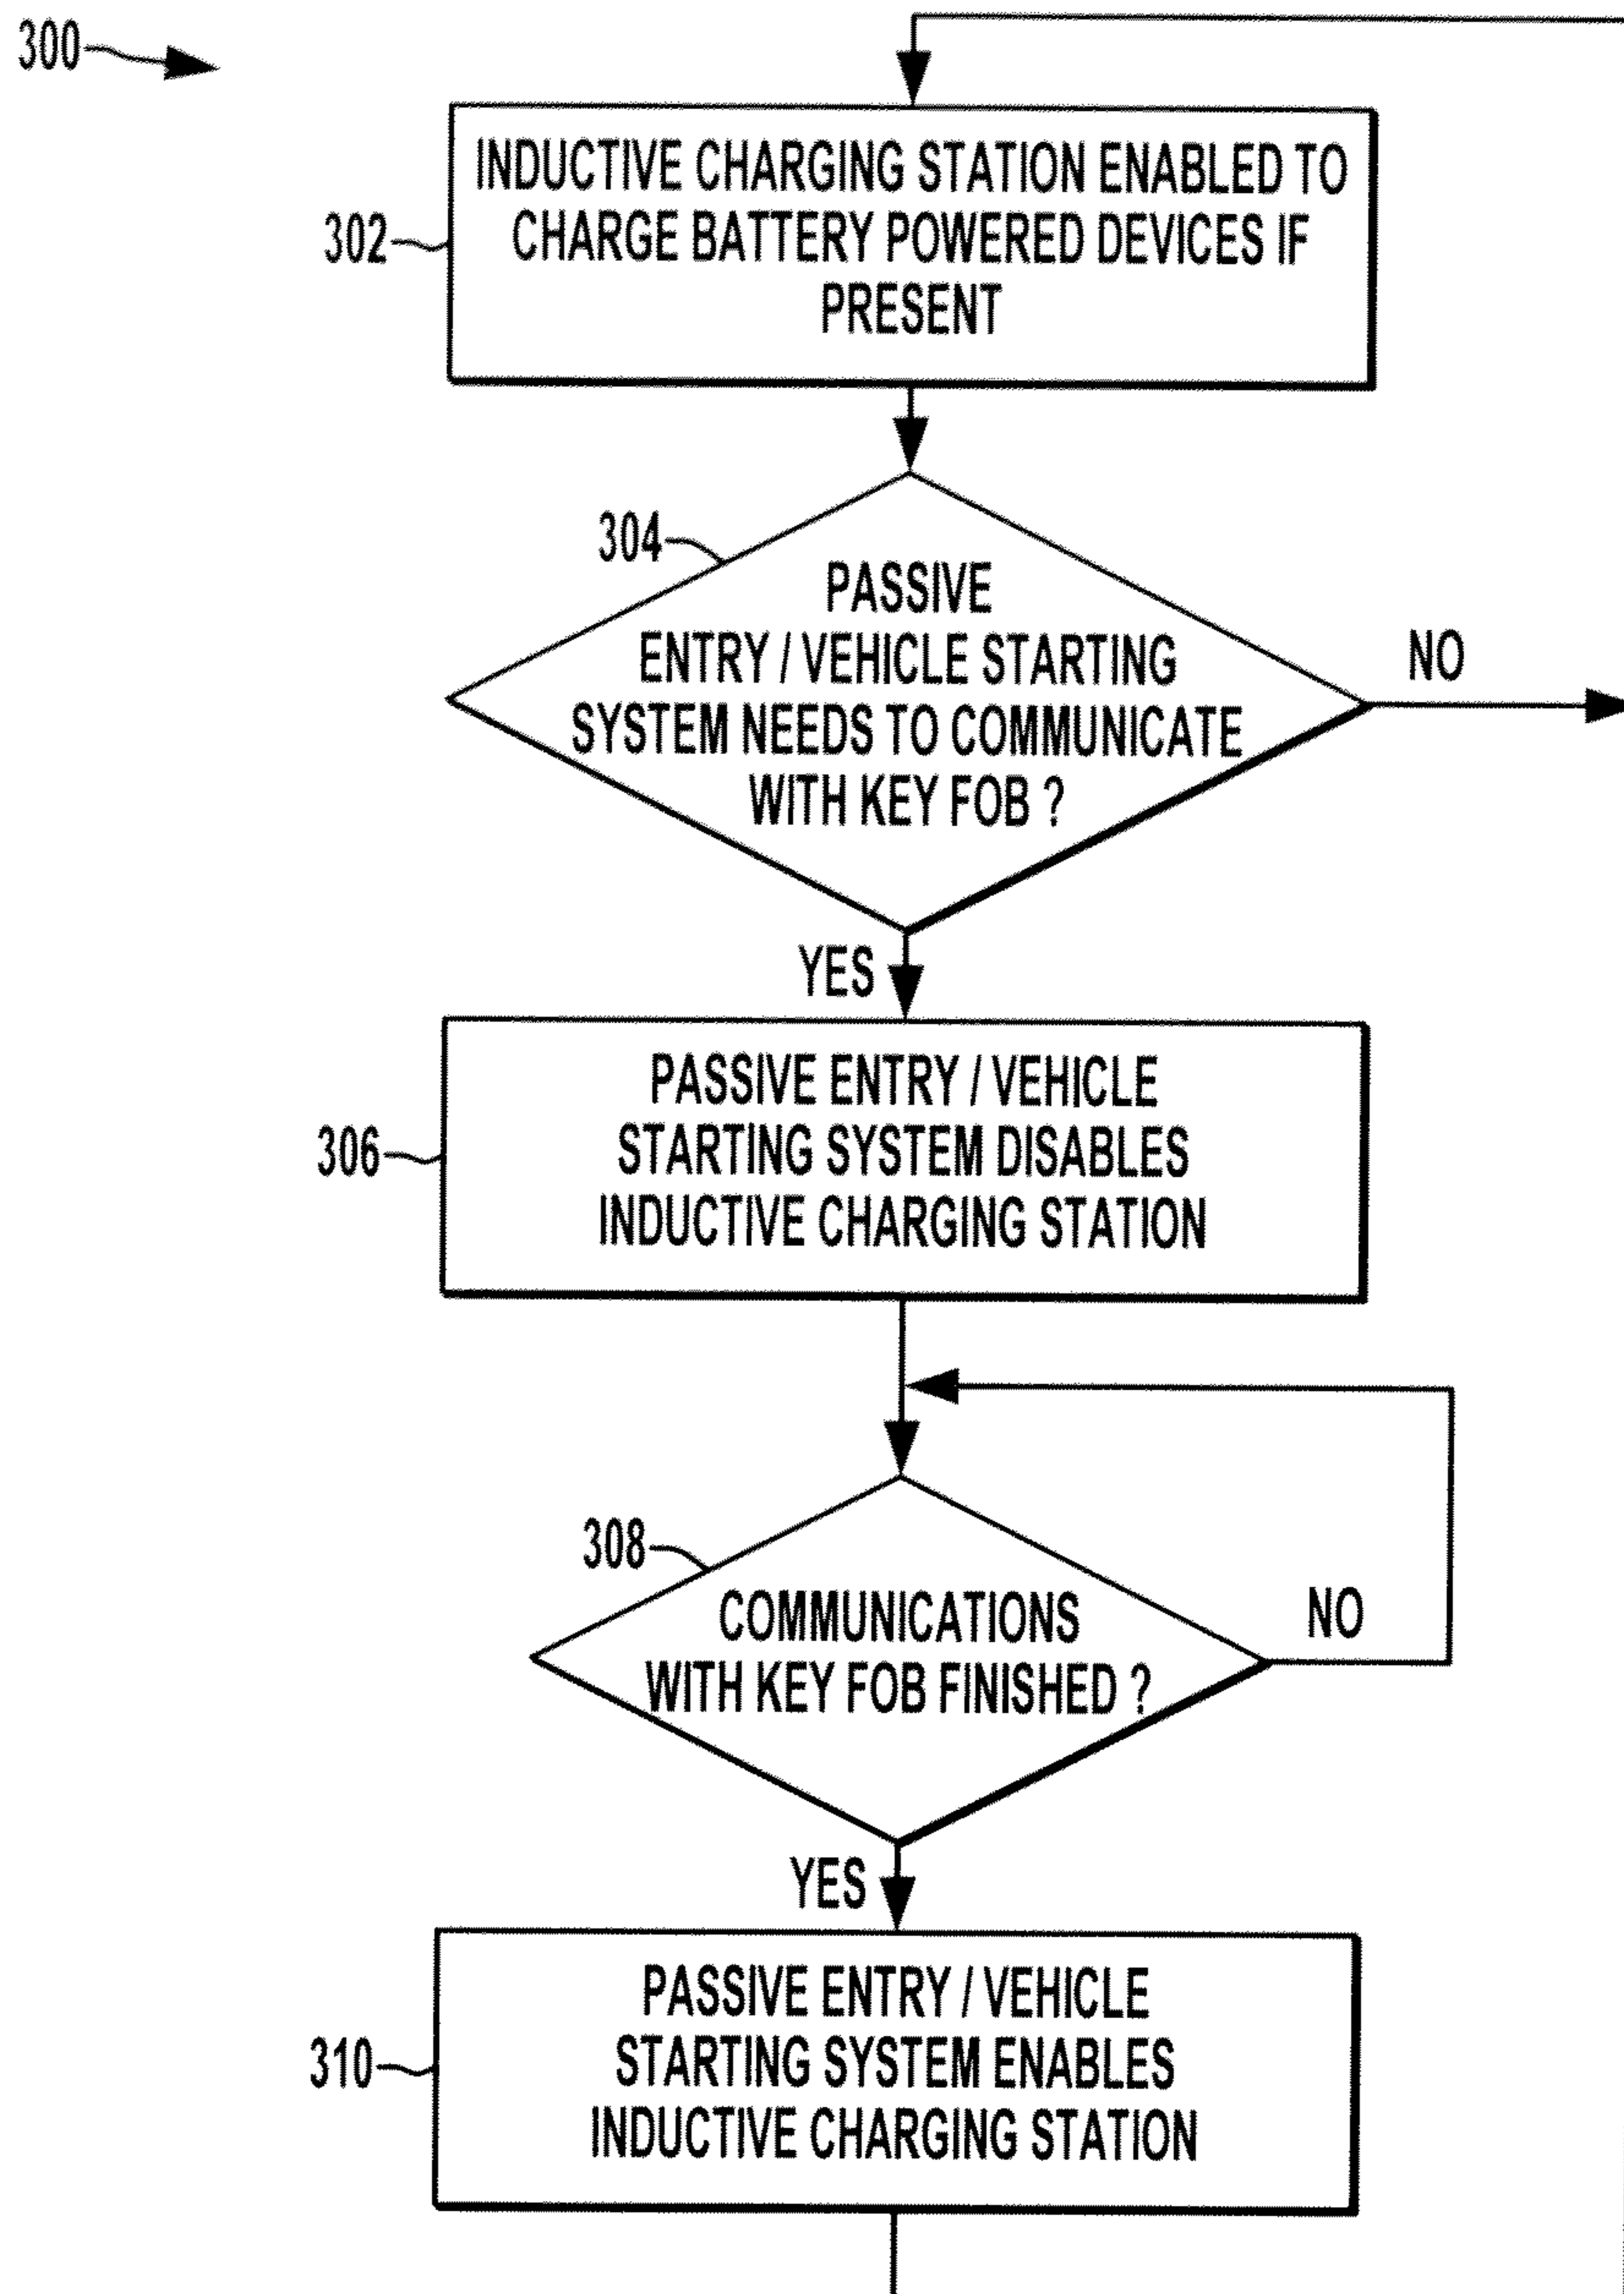 300
302
INDUCTIVE CHARGING STATION ENABLED TO
CHARGE BATTERY POWERED DEVICES IF
PRESENT
304
PASSIVE
ENTRY / VEHICLE STARTING
SYSTEM NEEDS TO COMMUNICATE
WITH KEY FOB ?
NO
YES
306
PASSIVE ENTRY / VEHICLE
STARTING SYSTEM DISABLES
INDUCTIVE CHARGING STATION
308
COMMUNICATIONS
WITH KEY FOB FINISHED ?
NO
YES
310
PASSIVE ENTRY / VEHICLE
STARTING SYSTEM ENABLES
INDUCTIVE CHARGING STATION